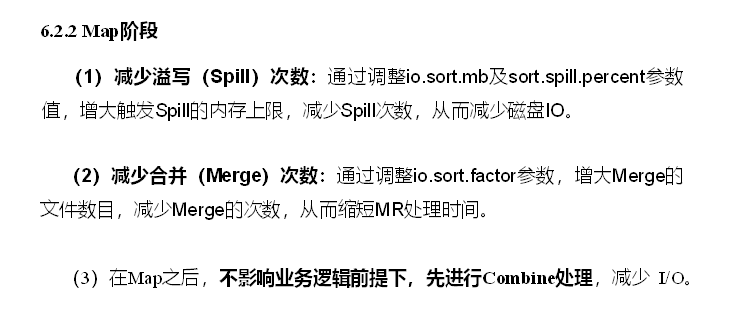 6.2.2 Map阶段
（1）减少溢写（Spill）次数：通过调整io.sort.mb及sort.spill.percent参数
值，增大触发Spill的内存上限，减少Spill次数，从而减少磁盘IO。
（2）减少合并（Merge）次数：通过调整io.sort.factor参数，增大Merge的
文件数目，减少Merge的次数，从而缩短MR处理时间。
（3）在Map之后，不影响业务逻辑前提下，先进行Combine处理，减少 I/O。